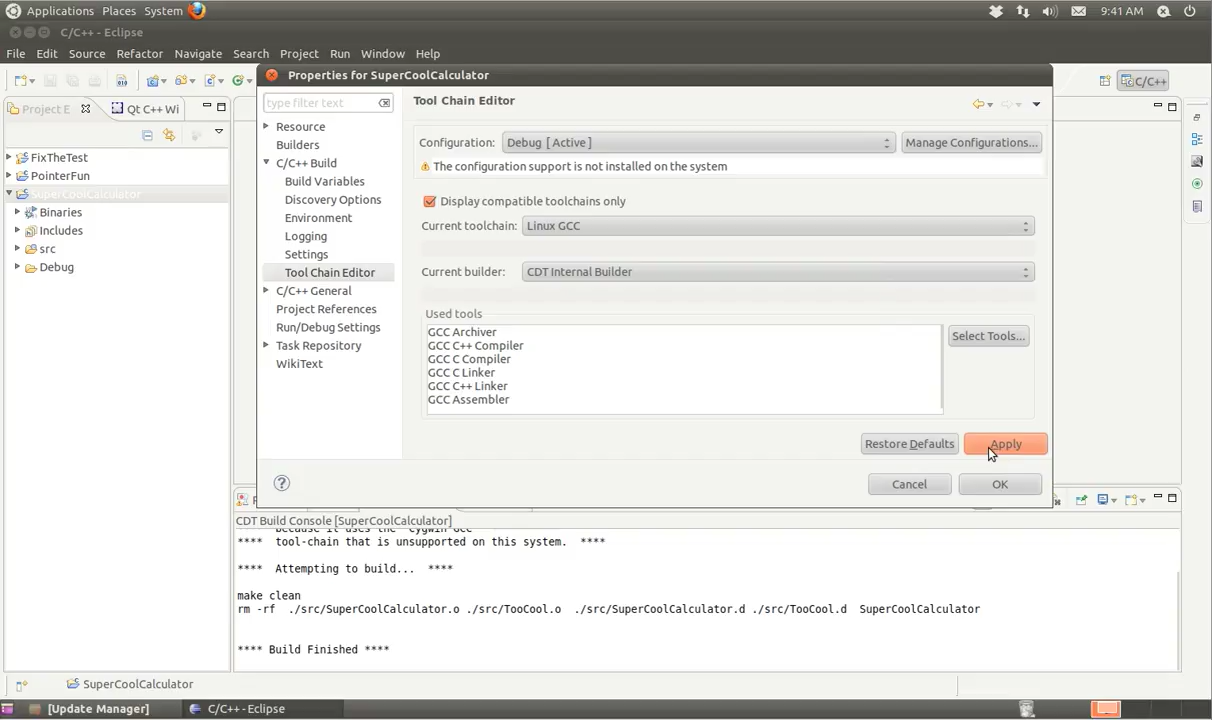 Applications Places System 9:41 AM
C/C++ - Eclipse
File Edit Source Refactor Navigate Search Project Run Window Help
Properties for SuperCoolCalculator
C/C++
type filter text
Tool Chain Editor
Project E
Qt C++ Wi
Resource
Builders
C/C++ Build
Build Variables
Discovery Options
Environment
Logging
Settings
Tool Chain Editor
C/C++ General
Project References
Run/Debug Settings
Task Repository
WikiText
Configuration: Debug [ Active ] Manage Configurations...
The configuration support is not installed on the system
Display compatible toolchains only
Current toolchain: Linux GCC
Current builder: CDT Internal Builder
Used tools
GCC Archiver
GCC C++ Compiler
GCC C Compiler
GCC C Linker
GCC C++ Linker
GCC Assembler
Select Tools...
Restore Defaults Apply
Cancel OK
FixTheTest
PointerFun
SuperCoolCalculator
Binaries
Includes
src
Debug
CDT Build Console [SuperCoolCalculator]
because it uses the 'Cygwin GCC'
**** tool-chain that is unsupported on this system. ****
**** Attempting to build... ****
make clean
rm -rf ./src/SuperCoolCalculator.o ./src/TooCool.o ./src/SuperCoolCalculator.d ./src/TooCool.d SuperCoolCalculator
**** Build Finished ****
SuperCoolCalculator
[Update Manager] C/C++ - Eclipse